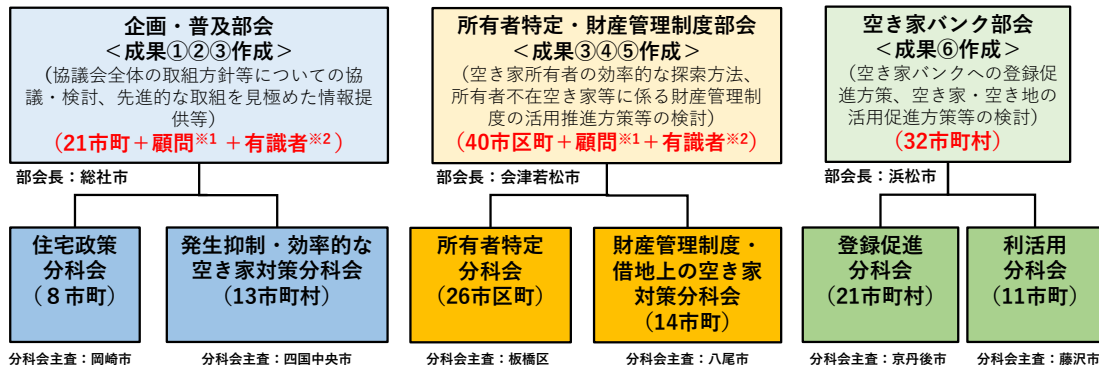 企画・普及部会
＜成果①②③作成＞
(協議会全体の取組方針等についての協
議・検討、先進的な取組を見極めた情報提
供等)
(21市町＋顧問※1 ＋有識者※2 )
部会長：総社市
住宅政策
分科会
(８市町)
分科会主査：岡崎市
発生抑制・効率的な
空き家対策分科会
(13市町村)
分科会主査：四国中央市
所有者特定・財産管理制度部会
＜成果③④⑤作成＞
(空き家所有者の効率的な探索方法、
所有者不在空き家等に係る財産管理制
度の活用推進方策等の検討)
(40市区町＋顧問※1＋有識者※2 )
部会長：会津若松市
所有者特定
分科会
(26市区町)
分科会主査：板橋区
財産管理制度・
借地上の空き家
対策分科会
(14市町)
分科会主査：八尾市
空き家バンク部会
＜成果⑥作成＞
(空き家バンクへの登録促
進方策、空き家・空き地の
活用促進方策等の検討)
(32市町村)
部会長：浜松市
登録促進
分科会
(21市町村)
分科会主査：京丹後市
利活用
分科会
(11市町)
分科会主査：藤沢市